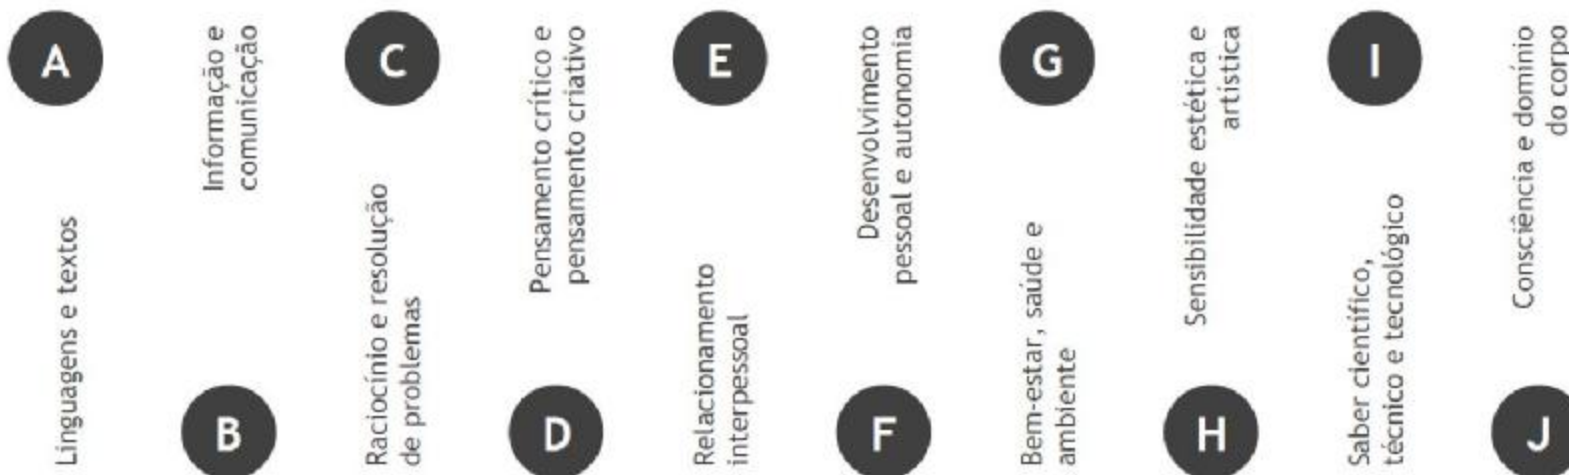 A
Linguagens e textos
B
Informação e
comunicação
C
Raciocínio e resolução
de problemas
D
Pensamento crítico e
pensamento criativo
E
Relacionamento
interpessoal
F
Desenvolvimento
pessoal e autonomia
G
Bem-estar, saúde e
ambiente
H
Sensibilidade estética e
artística
I
Saber científico,
técnico e tecnológico
J
Consciência e domínio
do corpo